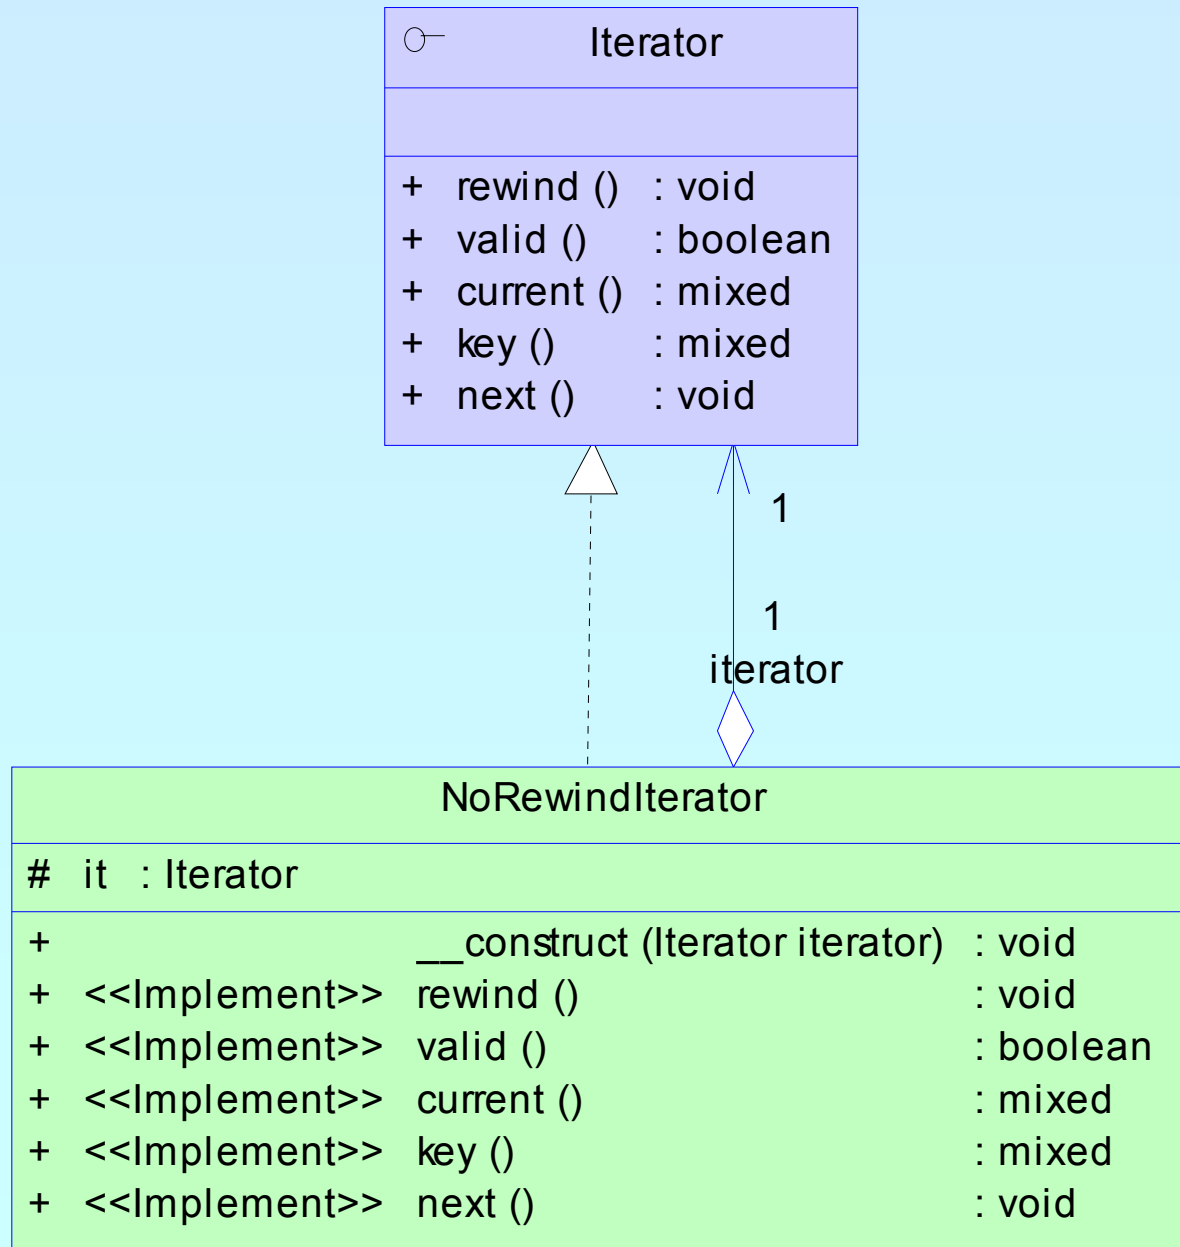 Iterator
+ rewind () : void
+ valid () : boolean
+ current () : mixed
+ key () : mixed
+ next () : void
1
1
iterator
NoRewindIterator
# it : Iterator
+ __construct (Iterator iterator) : void
+ <<Implement>> rewind () : void
+ <<Implement>> valid () : boolean
+ <<Implement>> current () : mixed
+ <<Implement>> key () : mixed
+ <<Implement>> next () : void